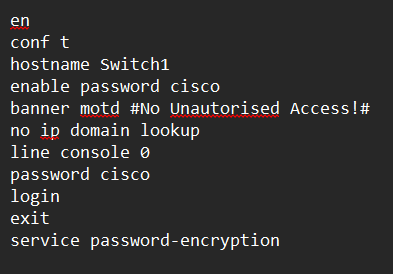 en
conf t
hostname Switch1
enable password cisco
banner motd #No Unautorised Access!#
no ip domain lookup
line console 0
password cisco
login
exit
service password-encryption